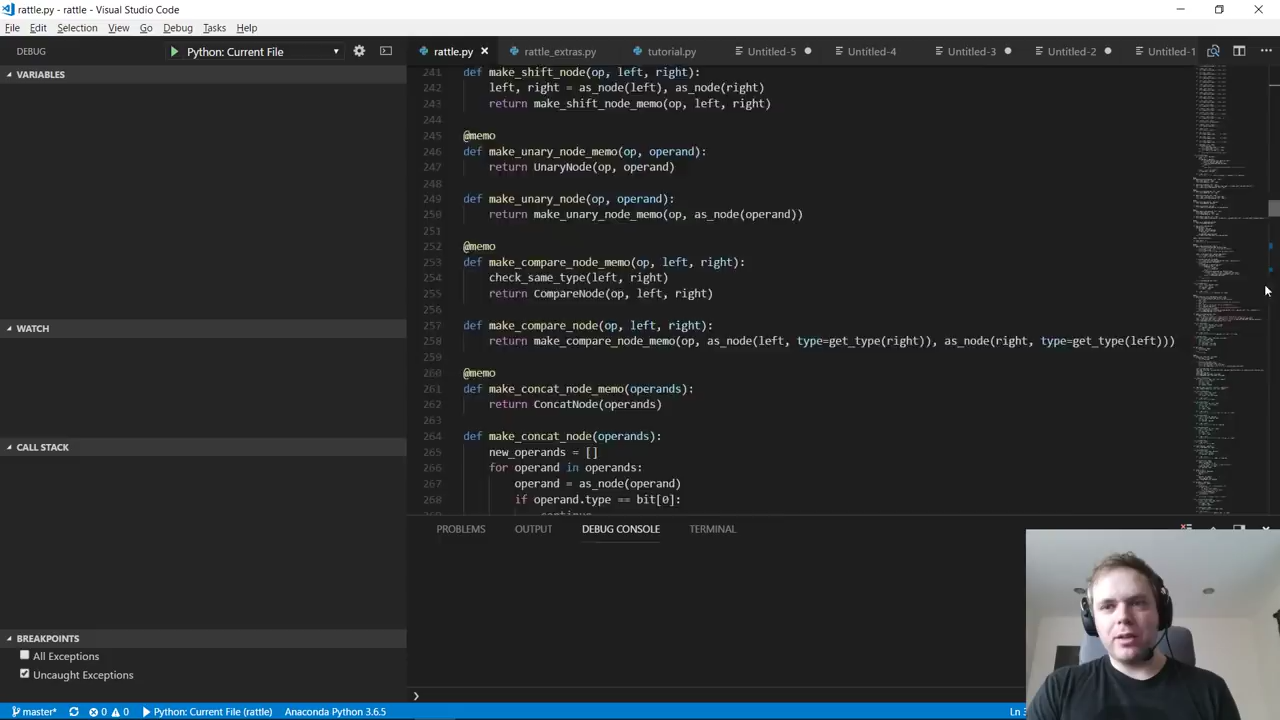 rattle.py - rattle - Visual Studio Code
File Edit Selection View Go Debug Tasks Help
DEBUG Python: Current File
rattle.py rattle_extras.py tutorial.py Untitled-5 Untitled-4 Untitled-3 Untitled-2 Untitled-1
VARIABLES
WATCH
CALL STACK
BREAKPOINTS
All Exceptions
Uncaught Exceptions
241 def make_shift_node(op, left, right):
242 left, right = as_node(left), as_node(right)
243 return make_shift_node_memo(op, left, right)
244
245 @memo
246 def make_unary_node_memo(op, operand):
247 return UnaryNode(op, operand)
248
249 def make_unary_node(op, operand):
250 return make_unary_node_memo(op, as_node(operand))
251
252 @memo
253 def make_compare_node_memo(op, left, right):
254 check_same_type(left, right)
255 return CompareNode(op, left, right)
256
257 def make_compare_node(op, left, right):
258 return make_compare_node_memo(op, as_node(left, type=get_type(right)), as_node(right, type=get_type(left)))
259
260 @memo
261 def make_concat_node_memo(operands):
262 return ConcatNode(operands)
263
264 def make_concat_node(operands):
265 new_operands = []
266 for operand in operands:
267 operand = as_node(operand)
268 if operand.type == bit[0]:
269 continue
PROBLEMS OUTPUT DEBUG CONSOLE TERMINAL
master* 0 0 Python: Current File (rattle) Anaconda Python 3.6.5